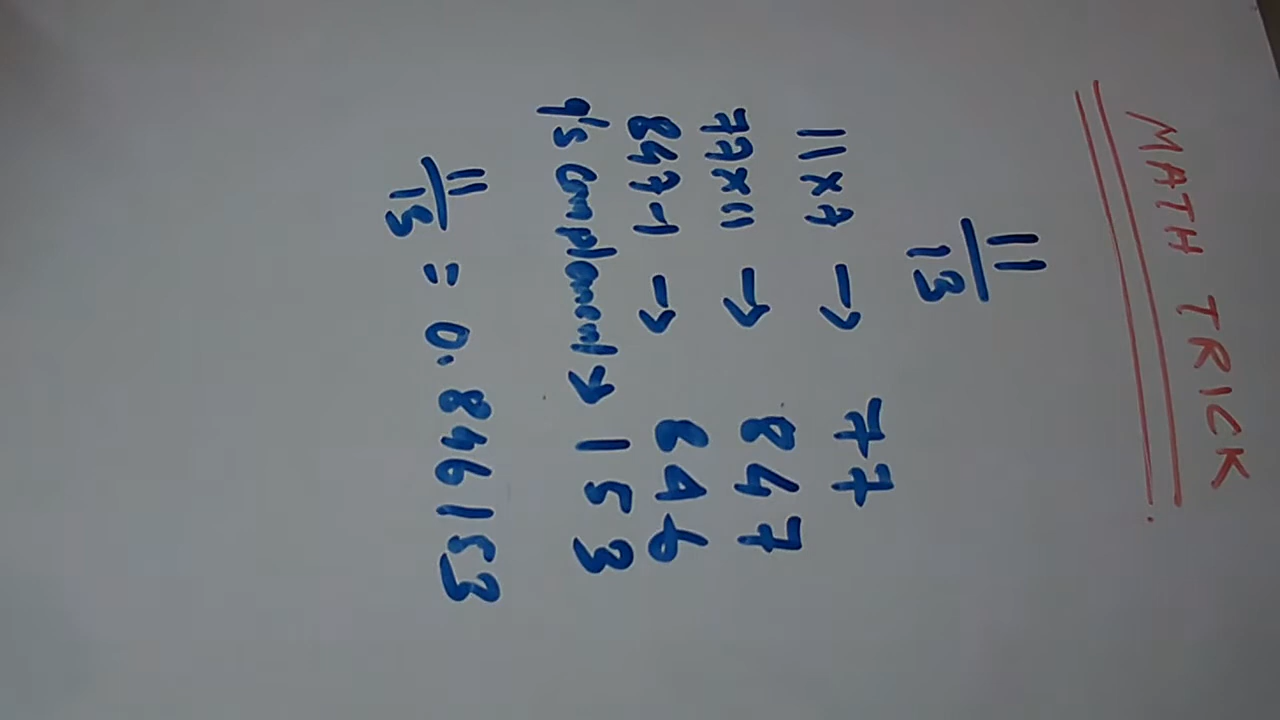 MATH TRICK
11
13
11 x 7 → 77
77 x 11 → 847
847 - 1 → 846
9's complement → 153
11
13 = 0.846153